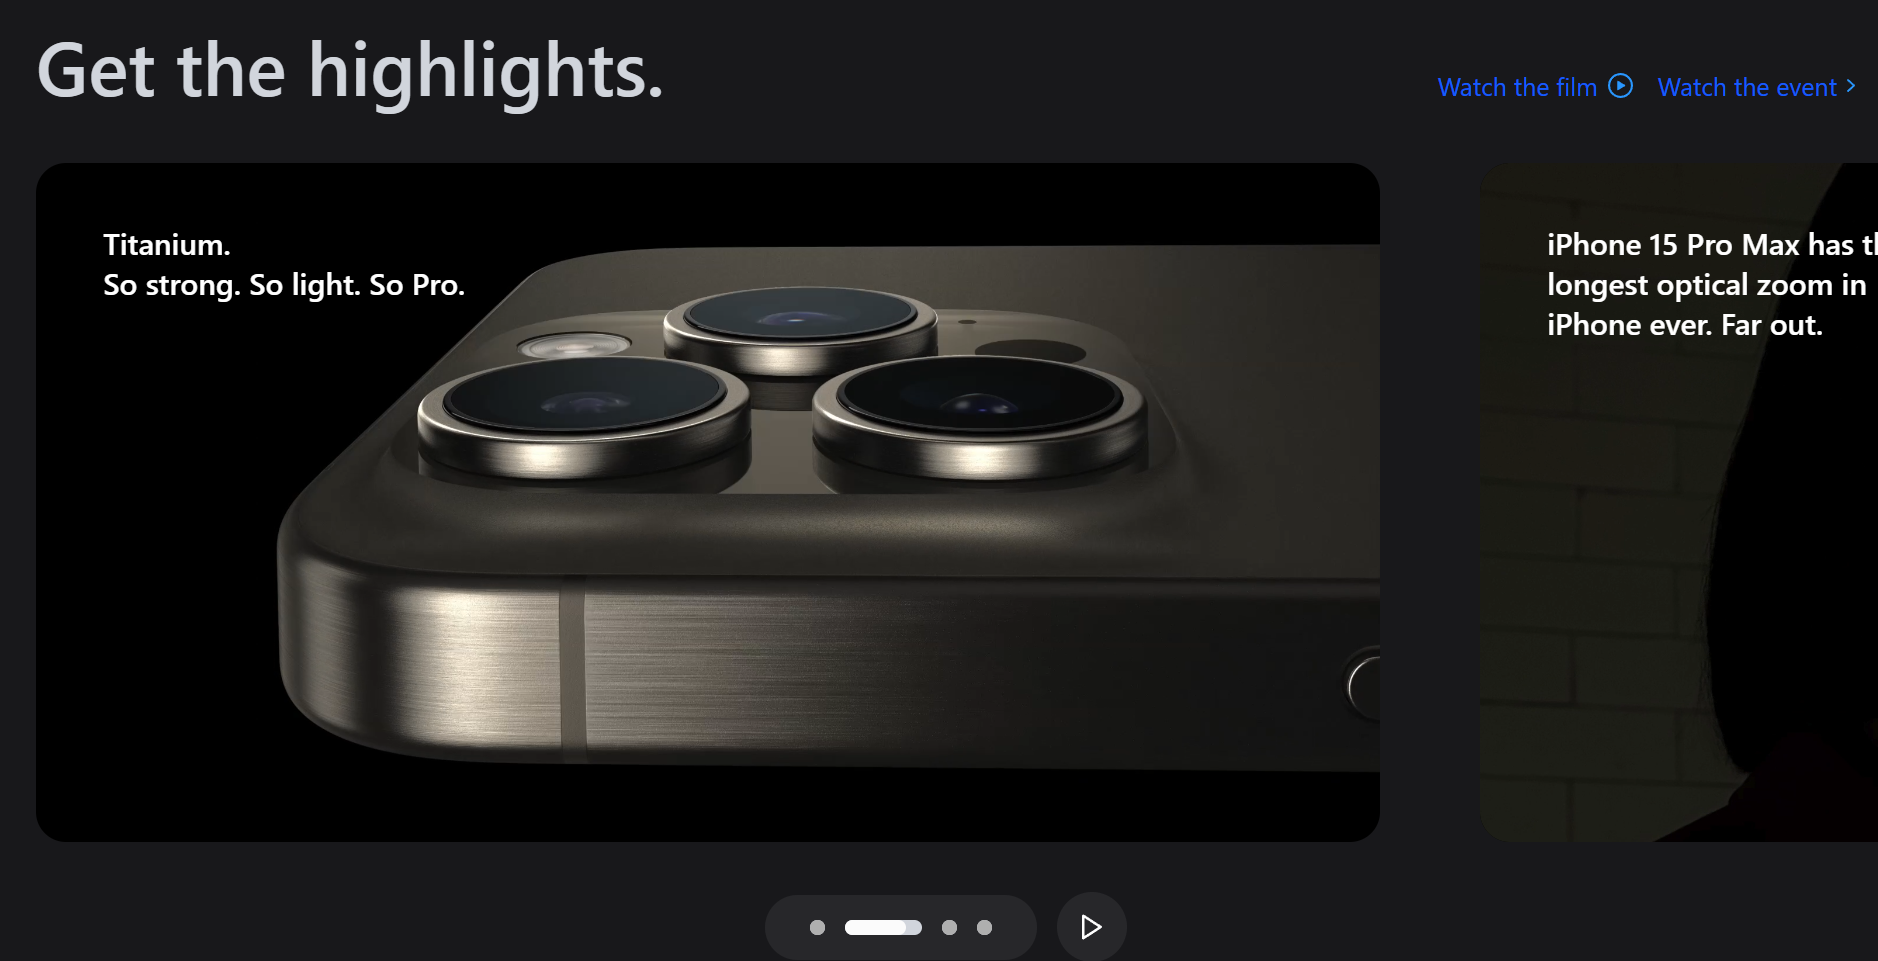 Get the highlights.
Watch the film
Watch the event
Titanium.
So strong. So light. So Pro.
iPhone 15 Pro Max has
longest optical zoom in
iPhone ever. Far out.